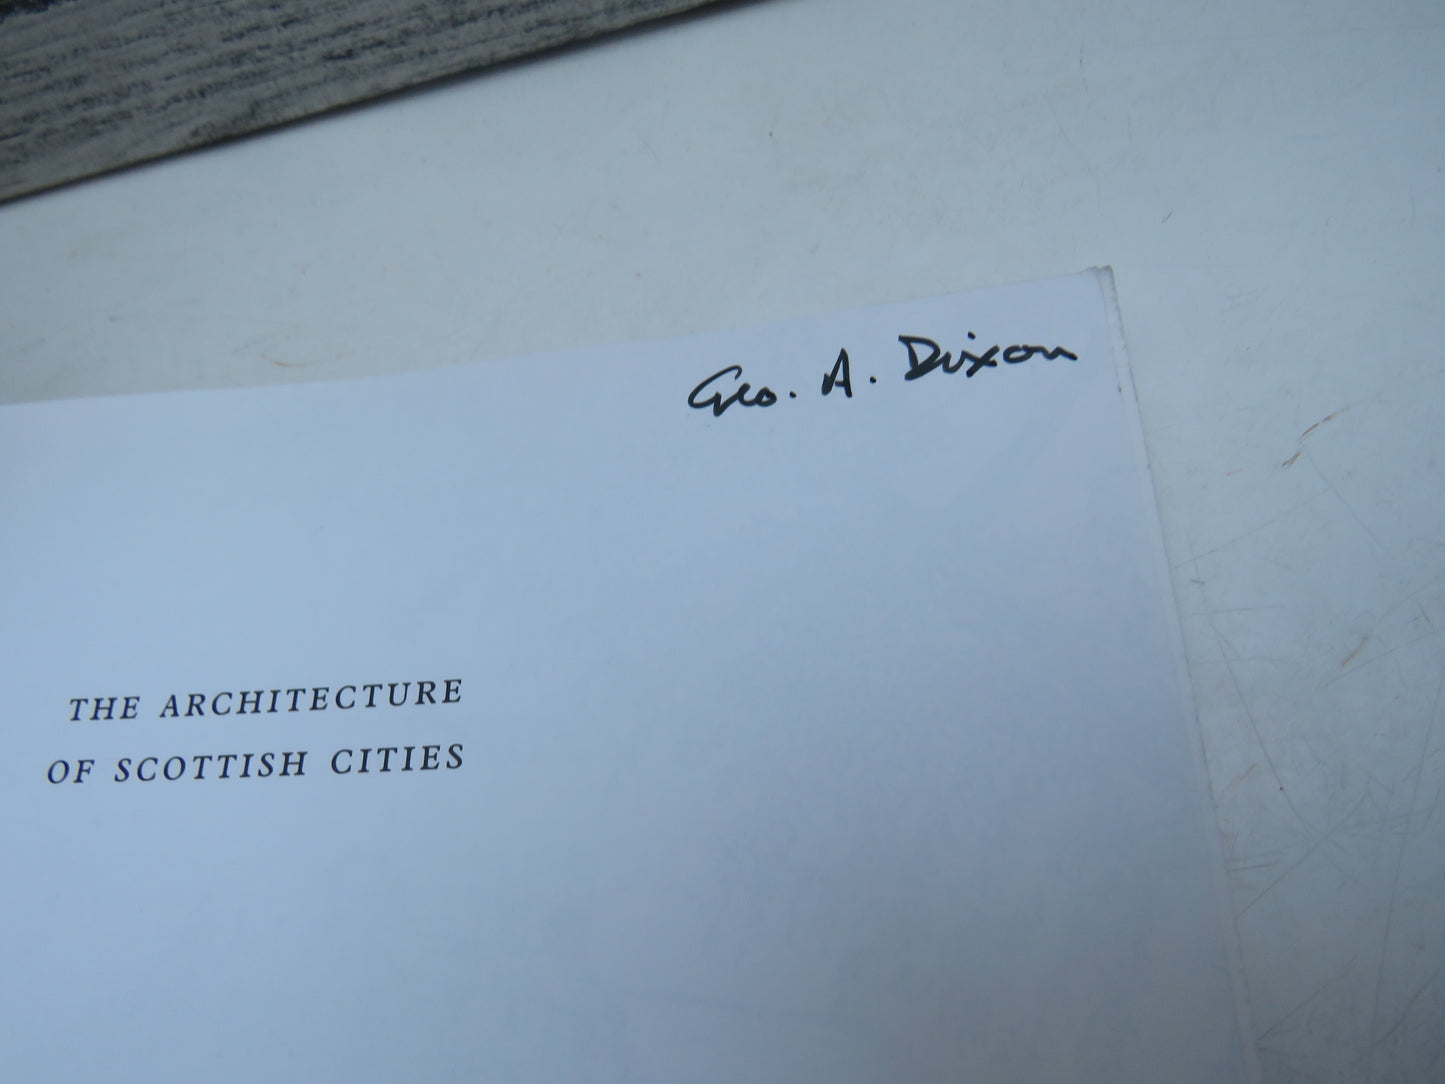 Geo. A. Dixon
THE ARCHITECTURE
OF SCOTTISH CITIES